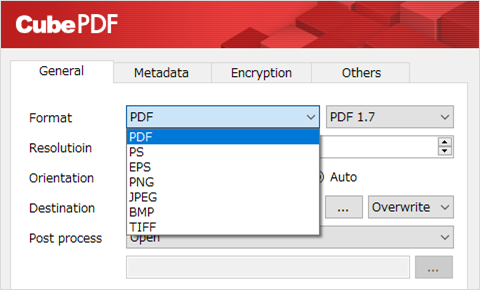 CubePDF
General Metadata Encryption Others
Format PDF PDF 1.7
PDF
Resolutioin
PS
EPS
Orientation PNG Auto
JPEG
Destination ... Overwrite
BMP
TIFF
Post process Open
...